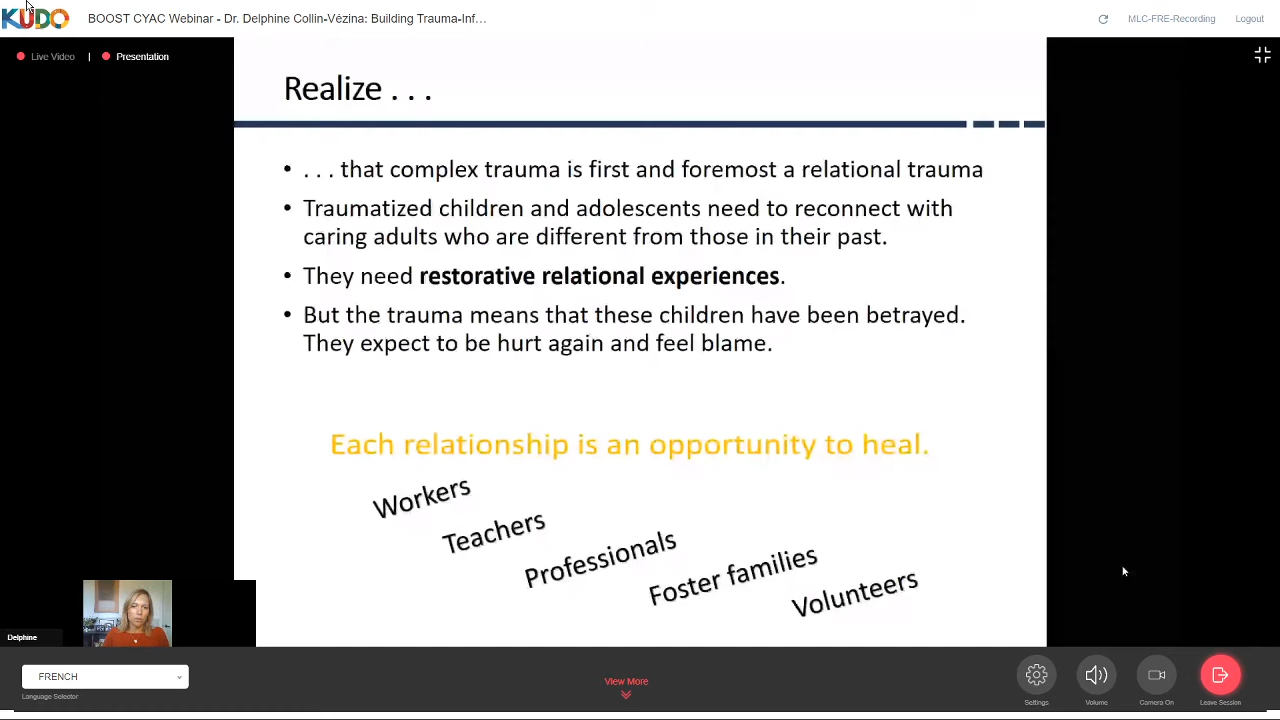 KUDO
BOOST CYAC Webinar - Dr. Delphine Collin-Vézina: Building Trauma-Inf...
MLC-FRE-Recording
Logout
Live Video | Presentation
Realize . . .
• . . . that complex trauma is first and foremost a relational trauma
• Traumatized children and adolescents need to reconnect with
caring adults who are different from those in their past.
• They need restorative relational experiences.
• But the trauma means that these children have been betrayed.
They expect to be hurt again and feel blame.
Each relationship is an opportunity to heal.
Workers
Teachers
Professionals
Foster families
Volunteers
Delphine
FRENCH
Language Selector
View More
Settings
Volume
Camera On
Leave Session